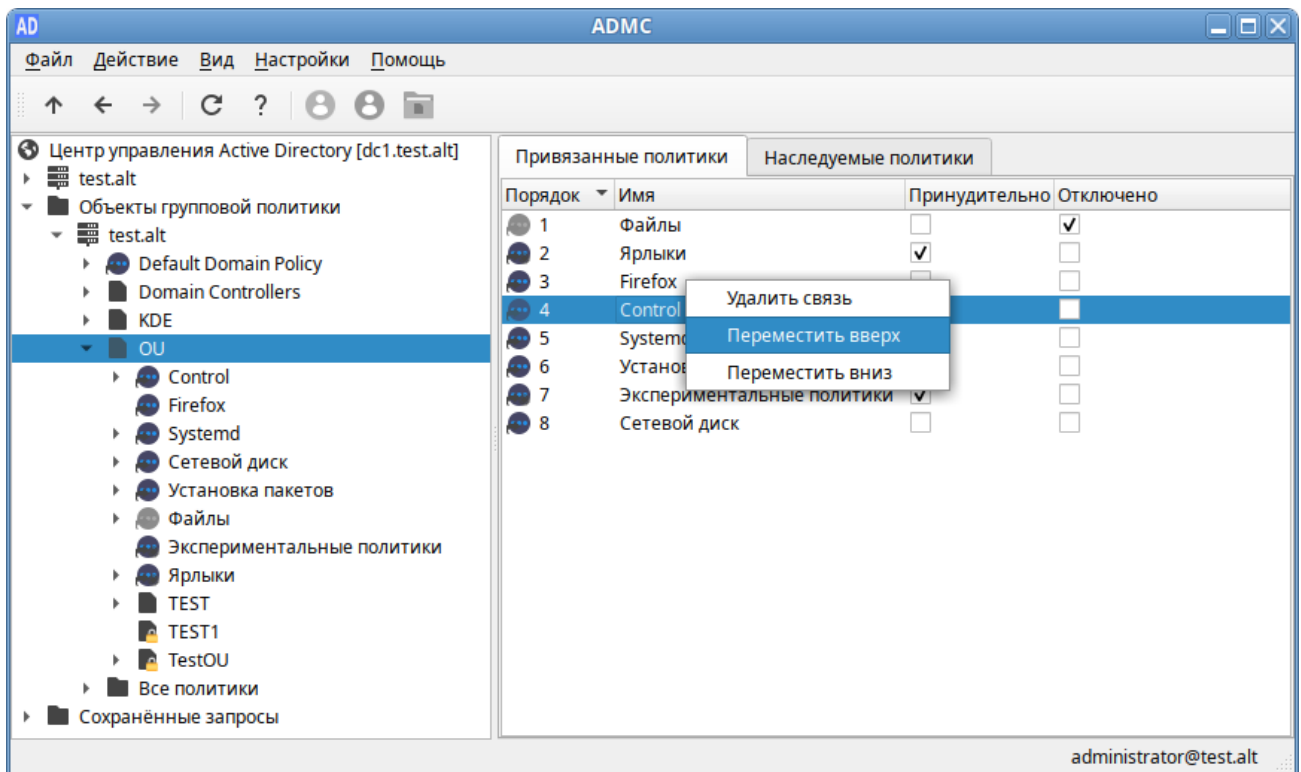 AD ADMC
Файл Действие Вид Настройки Помощь
?
Центр управления Active Directory [dc1.test.alt]
test.alt
Объекты групповой политики
test.alt
Default Domain Policy
Domain Controllers
KDE
OU
Control
Firefox
Systemd
Сетевой диск
Установка пакетов
Файлы
Экспериментальные политики
Ярлыки
TEST
TEST1
TestOU
Все политики
Сохранённые запросы
Привязанные политики Наследуемые политики
Порядок Имя Принудительно Отключено
1 Файлы
2 Ярлыки
3 Firefox
4 Control
5 System
6 Устано
7 Экспериментальные политики
8 Сетевой диск
Удалить связь
Переместить вверх
Переместить вниз
administrator@test.alt